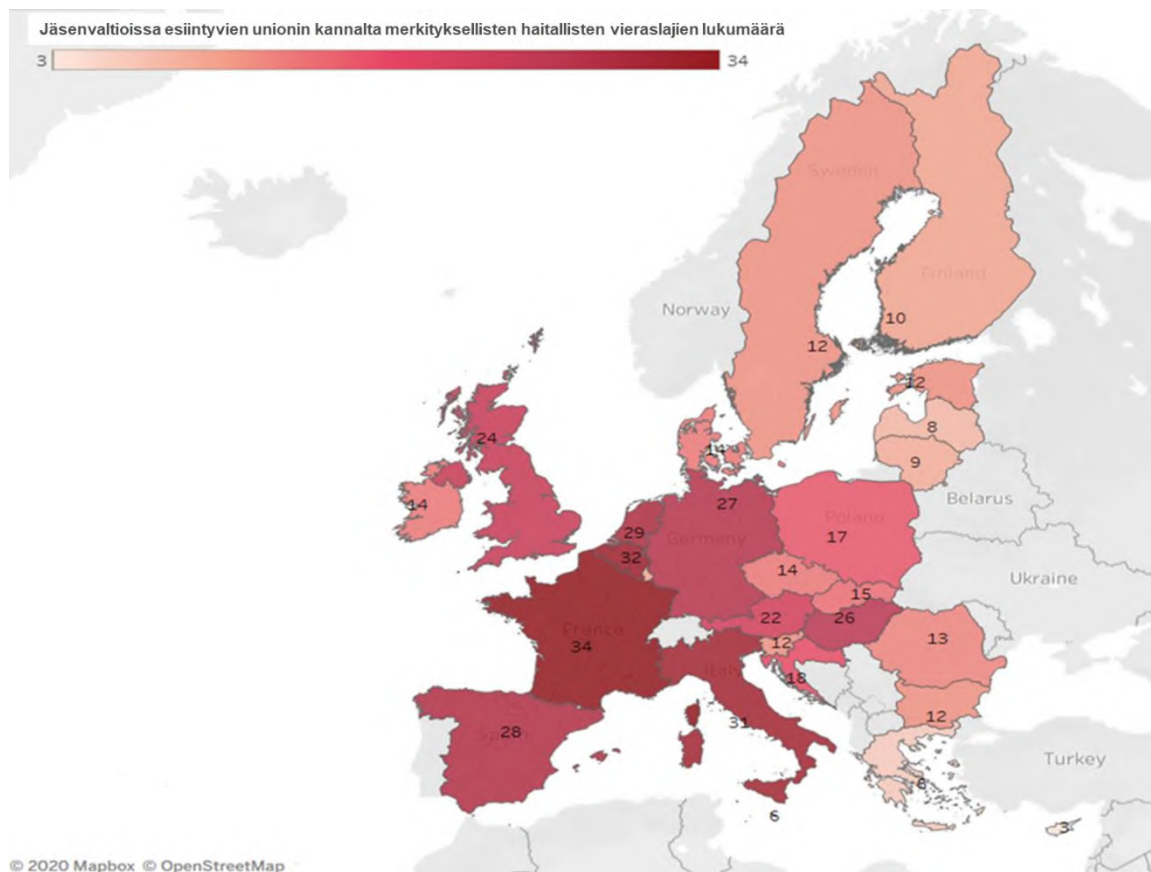 Jäsenvaltioissa esiintyvien unionin kannalta merkityksellisten haitallisten vieraslajien lukumäärä
3 34
Sweden
Finland
Norway
10
12
12
8
24
14
9
Belarus
14
27
29
Germany
Poland
17
32
14
Ukraine
15
22
26
France
12
13
34
Italy
18
12
31
28
Turkey
6
3
© 2020 Mapbox © OpenStreetMap